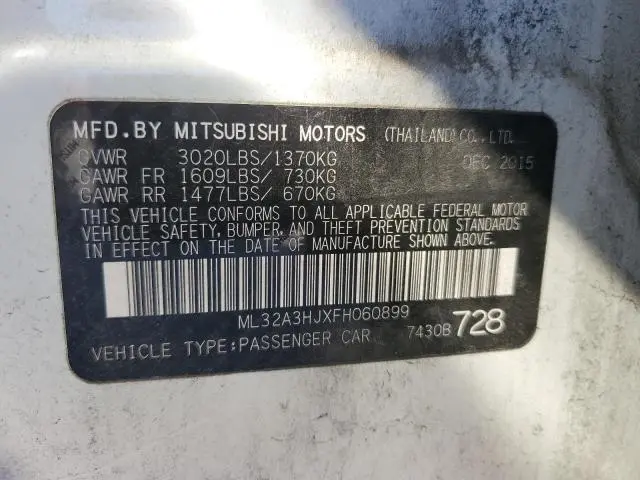 MFD.BY MITSUBISHI MOTORS (THAILAND) CO., LTD.
GVWR 3020LBS/1370KG DEC 2015
GAWR FR 1609LBS/ 730KG
GAWR RR 1477LBS/ 670KG
THIS VEHICLE CONFORMS TO ALL APPLICABLE FEDERAL MOTOR
VEHICLE SAFETY, BUMPER, AND THEFT PREVENTION STANDARDS
IN EFFECT ON THE DATE OF MANUFACTURE SHOWN ABOVE.
ML32A3HJXFH060899
VEHICLE TYPE:PASSENGER CAR 7430B 728